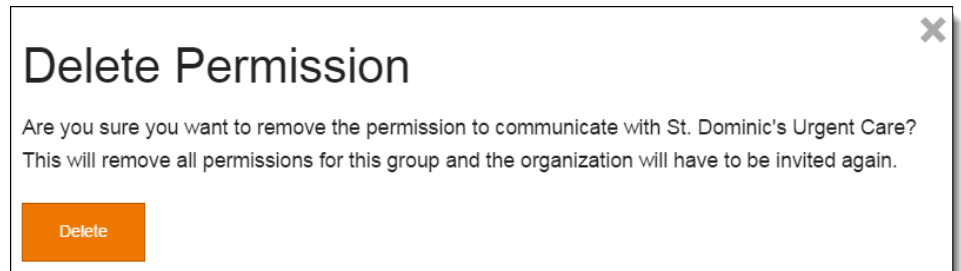 Delete Permission
Are you sure you want to remove the permission to communicate with St. Dominic's Urgent Care?
This will remove all permissions for this group and the organization will have to be invited again.
Delete